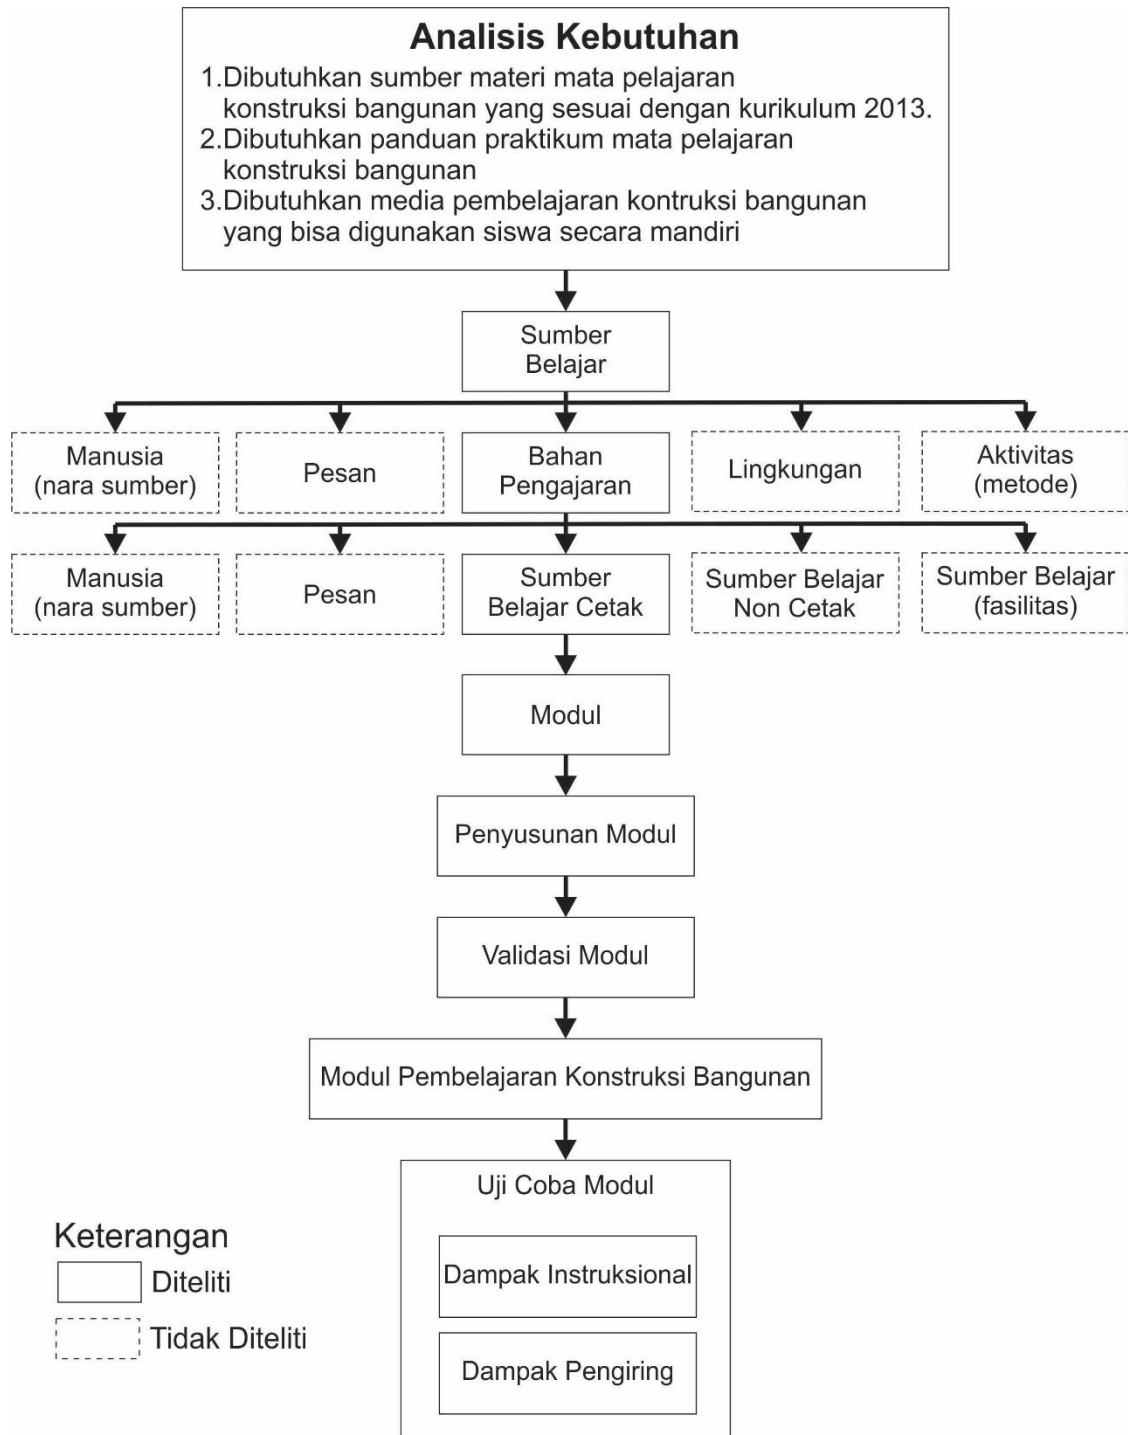 Analisis Kebutuhan
1.Dibutuhkan sumber materi mata pelajaran
konstruksi bangunan yang sesuai dengan kurikulum 2013.
2.Dibutuhkan panduan praktikum mata pelajaran
konstruksi bangunan
3.Dibutuhkan media pembelajaran kontruksi bangunan
yang bisa digunakan siswa secara mandiri
Sumber
Belajar
Manusia
(nara sumber)
Pesan
Bahan
Pengajaran
Lingkungan
Aktivitas
(metode)
Manusia
(nara sumber)
Pesan
Sumber
Belajar Cetak
Sumber Belajar
Non Cetak
Sumber Belajar
(fasilitas)
Modul
Penyusunan Modul
Validasi Modul
Modul Pembelajaran Konstruksi Bangunan
Uji Coba Modul
Dampak Instruksional
Dampak Pengiring
Keterangan
Diteliti
Tidak Diteliti